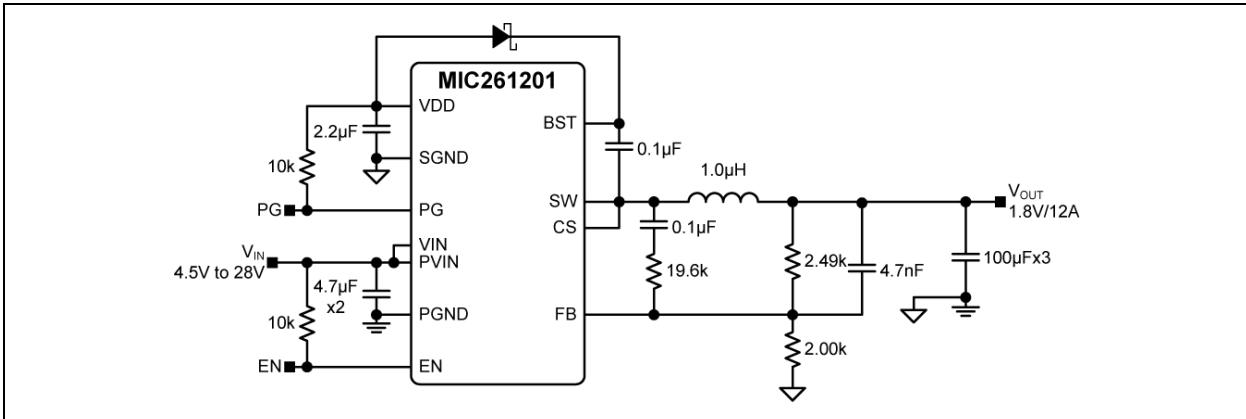 MIC261201
VDD
BST
2.2µF
0.1µF
SGND
10k
1.0µH
PG
PG
SW
V_OUT
1.8V/12A
CS
0.1µF
VIN
V_IN
4.5V to 28V
PVIN
2.49k
4.7nF
100µFx3
19.6k
4.7µF
x2
10k
PGND
FB
2.00k
EN
EN